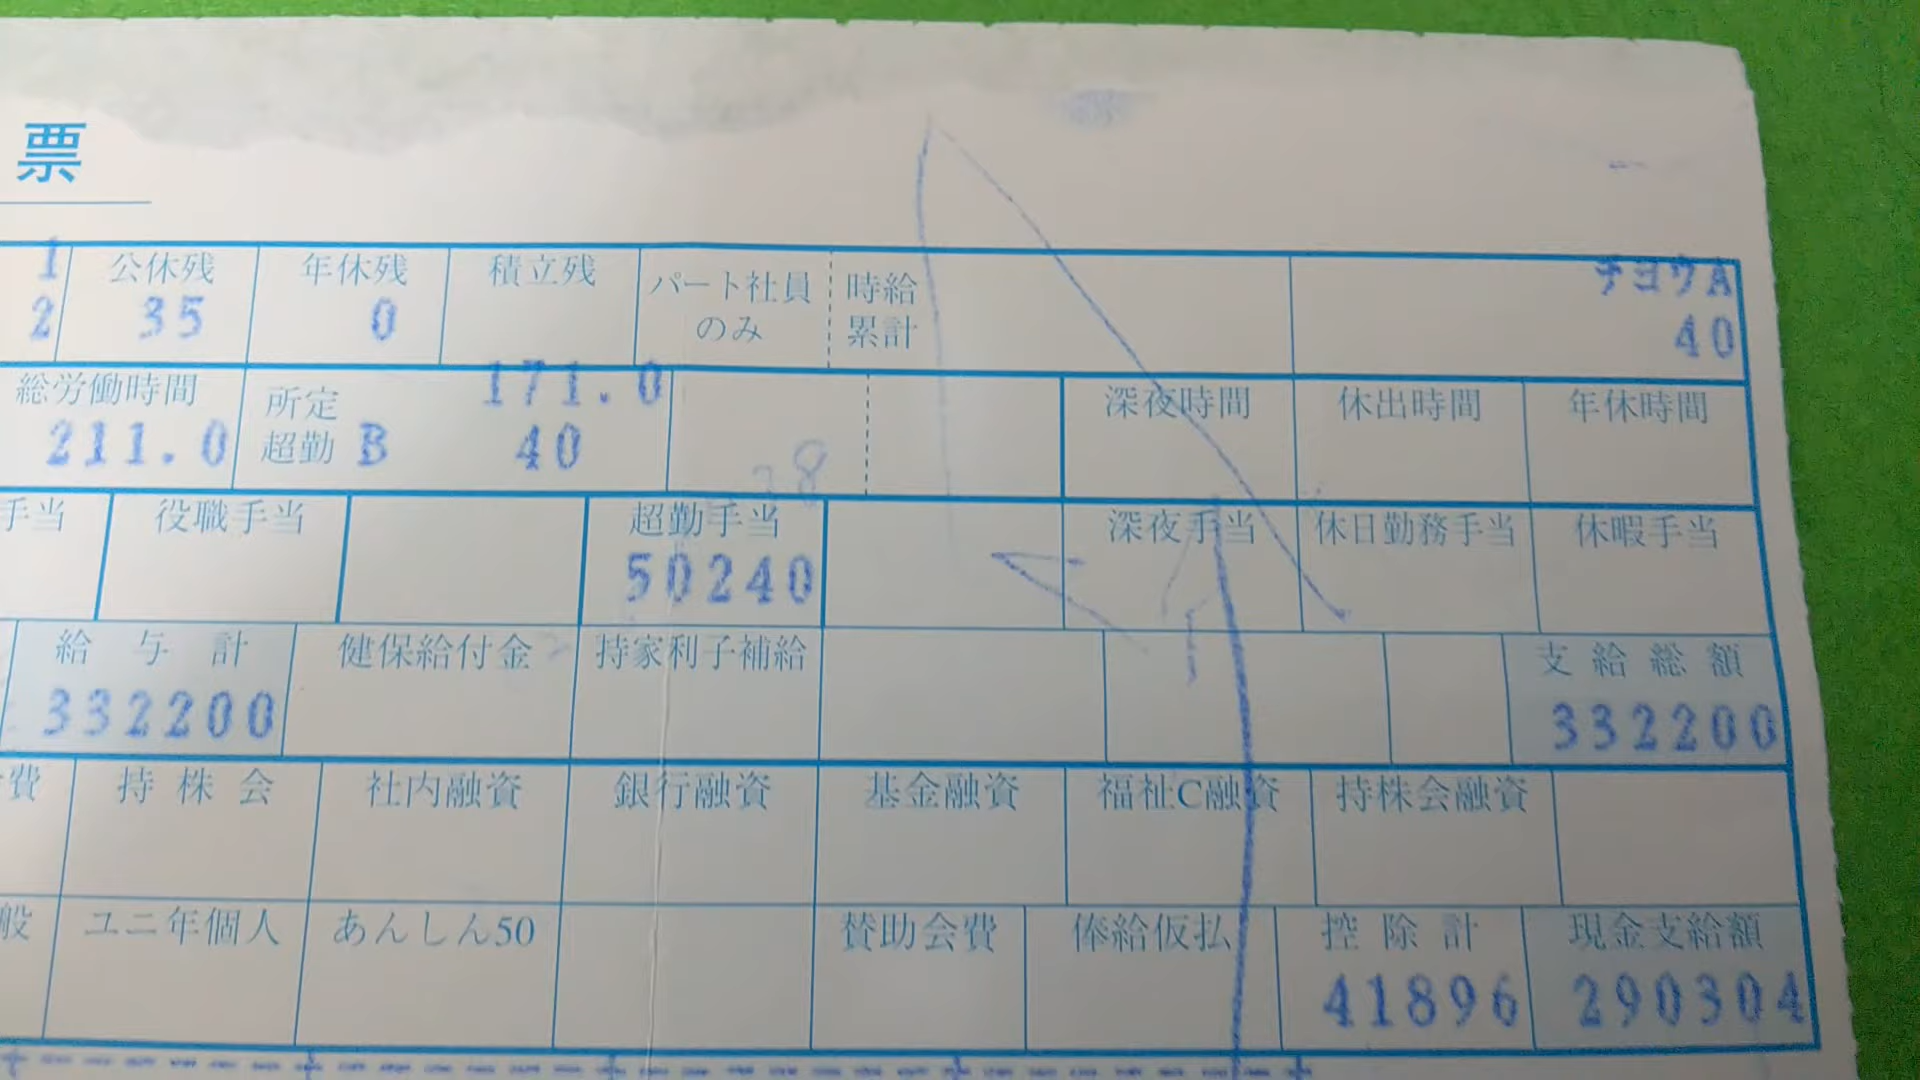 票
1 公休残 年休残 積立残 パート社員 時給 チヨウA
2 35 0 のみ 累計 40
総労働時間 所定 171.0 深夜時間 休出時間 年休時間
211.0 超勤 B 40
38
手当 役職手当 超勤手当 深夜手当 休日勤務手当 休暇手当
50240
給与計 健保給付金 持家利子補給 支給総額
332200 332200
費 持株会 社内融資 銀行融資 基金融資 福祉C融資 持株会融資
般 ユニ年個人 あんしん50 賛助会費 俸給仮払 控除計 現金支給額
41896 290304